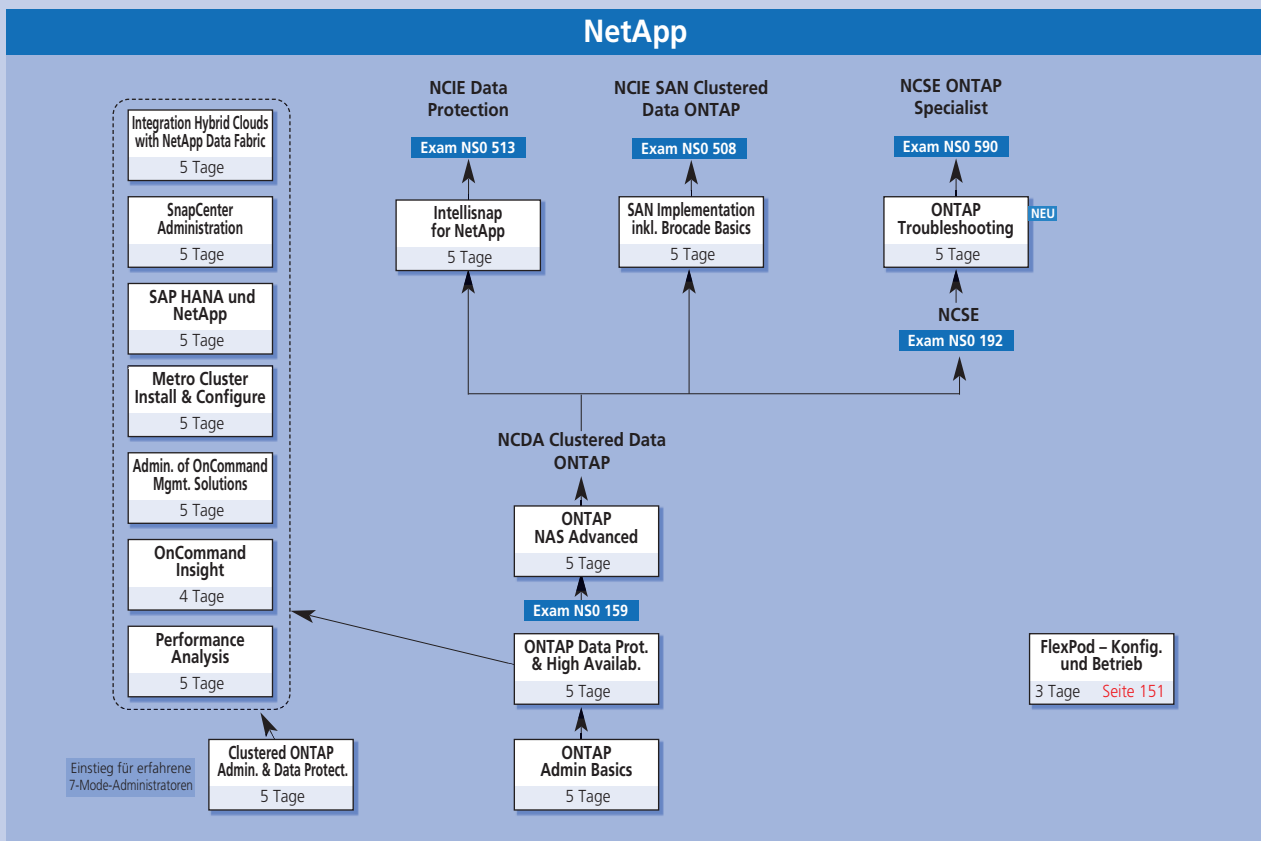 NetApp
Integration Hybrid Clouds
with NetApp Data Fabric
5 Tage
SnapCenter
Administration
5 Tage
SAP HANA und
NetApp
5 Tage
Metro Cluster
Install & Configure
5 Tage
Admin. of OnCommand
Mgmt. Solutions
5 Tage
OnCommand
Insight
4 Tage
Performance
Analysis
5 Tage
Einstieg für erfahrene
7-Mode-Administratoren
Clustered ONTAP
Admin. & Data Protect.
5 Tage
NCIE Data
Protection
Exam NS0 513
Intellisnap
for NetApp
5 Tage
NCIE SAN Clustered
Data ONTAP
Exam NS0 508
SAN Implementation
inkl. Brocade Basics
5 Tage
NCSE ONTAP
Specialist
Exam NS0 590
ONTAP
Troubleshooting
5 Tage
NEU
NCSE
Exam NS0 192
NCDA Clustered Data
ONTAP
ONTAP
NAS Advanced
5 Tage
Exam NS0 159
ONTAP Data Prot.
& High Availab.
5 Tage
ONTAP
Admin Basics
5 Tage
FlexPod – Konfig.
und Betrieb
3 Tage Seite 151